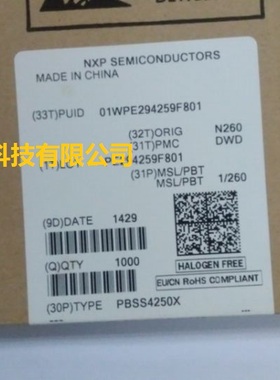 NXP SEMICONDUCTORS
MADE IN CHINA
(33T)PUID 01WPE294259F801
(32T)ORIG N260
(31T)PMC DWD
科技有限公司
4259F801
(31P)MSL/PBT
MSL/PBT 1/260
(9D)DATE 1429
(Q)QTY 1000
HALOGEN FREE
EU/CN RoHS COMPLIANT
(30P)TYPE PBSS4250X